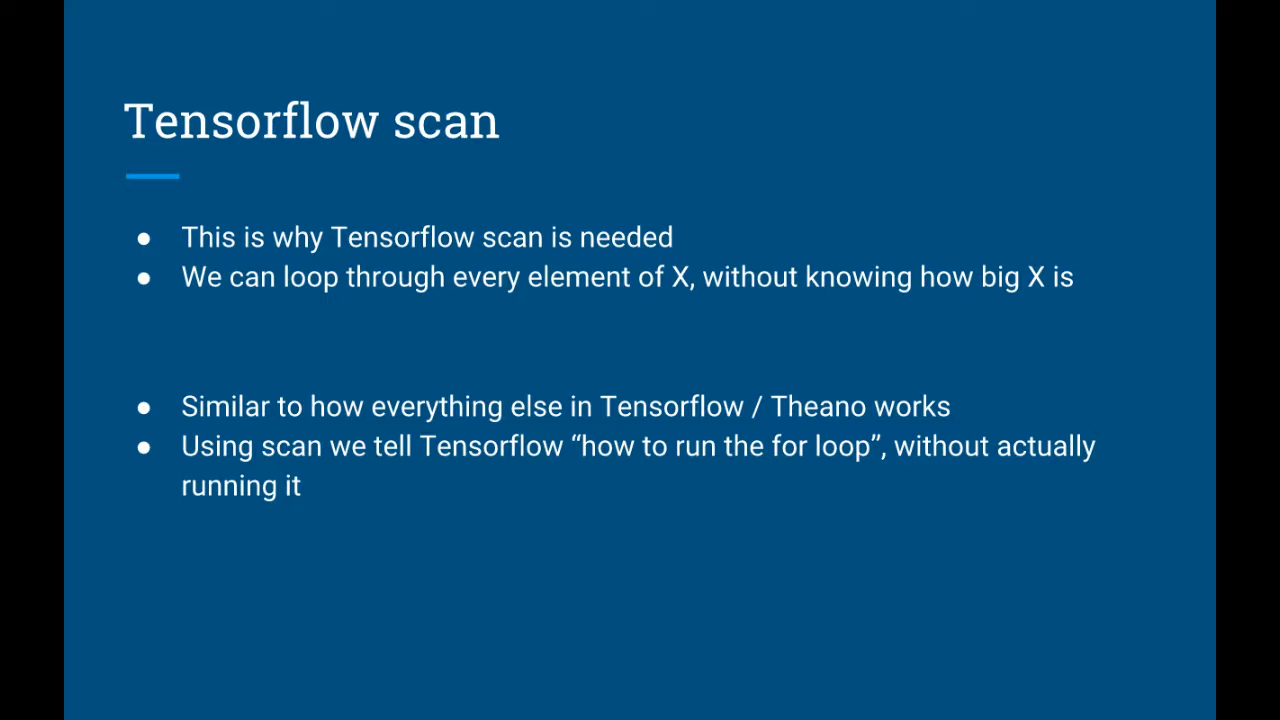 Tensorflow scan
● This is why Tensorflow scan is needed
● We can loop through every element of X, without knowing how big X is
● Similar to how everything else in Tensorflow / Theano works
● Using scan we tell Tensorflow “how to run the for loop”, without actually
running it